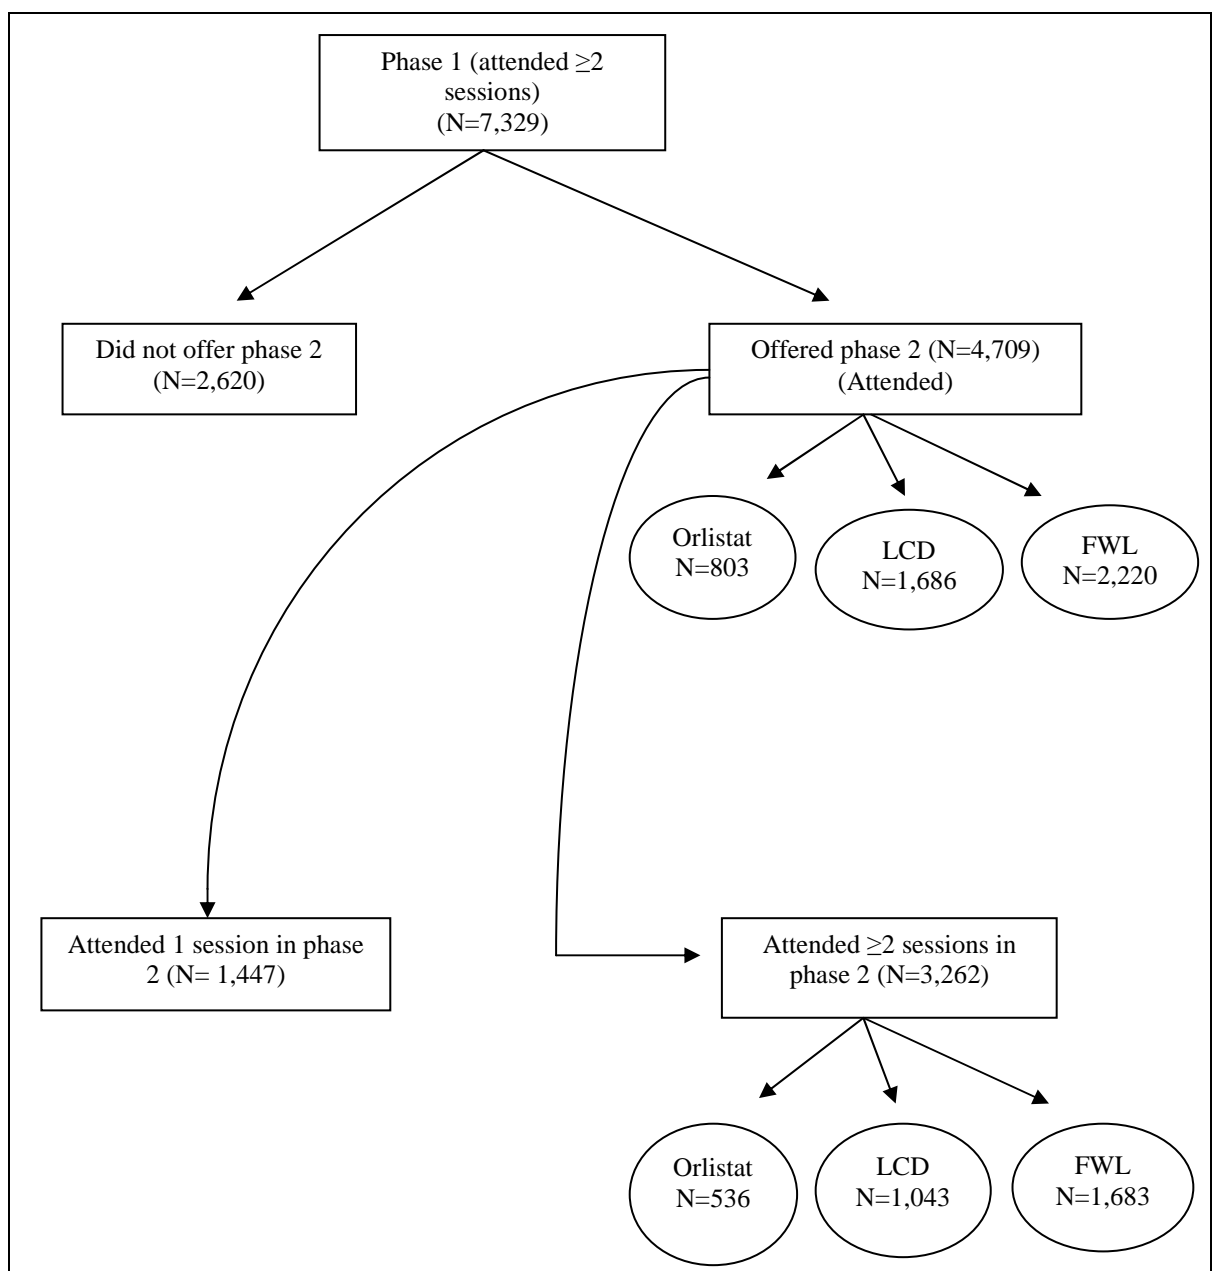 Phase 1 (attended ≥2
sessions)
(N=7,329)
Did not offer phase 2
(N=2,620)
Offered phase 2 (N=4,709)
(Attended)
Orlistat
N=803
LCD
N=1,686
FWL
N=2,220
Attended 1 session in phase
2 (N= 1,447)
Attended ≥2 sessions in
phase 2 (N=3,262)
Orlistat
N=536
LCD
N=1,043
FWL
N=1,683